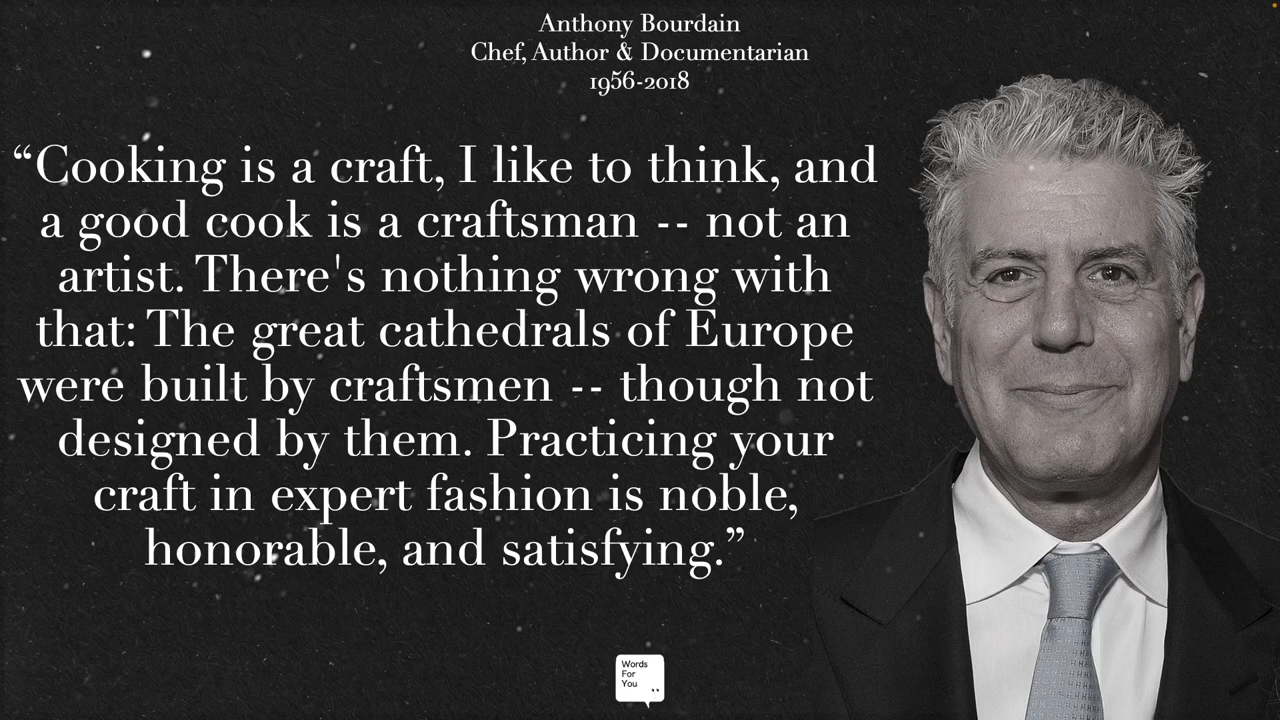 Anthony Bourdain
Chef, Author & Documentarian
1956-2018
“Cooking is a craft, I like to think, and
a good cook is a craftsman -- not an
artist. There's nothing wrong with
that: The great cathedrals of Europe
were built by craftsmen -- though not
designed by them. Practicing your
craft in expert fashion is noble,
honorable, and satisfying.”
Words
For
You